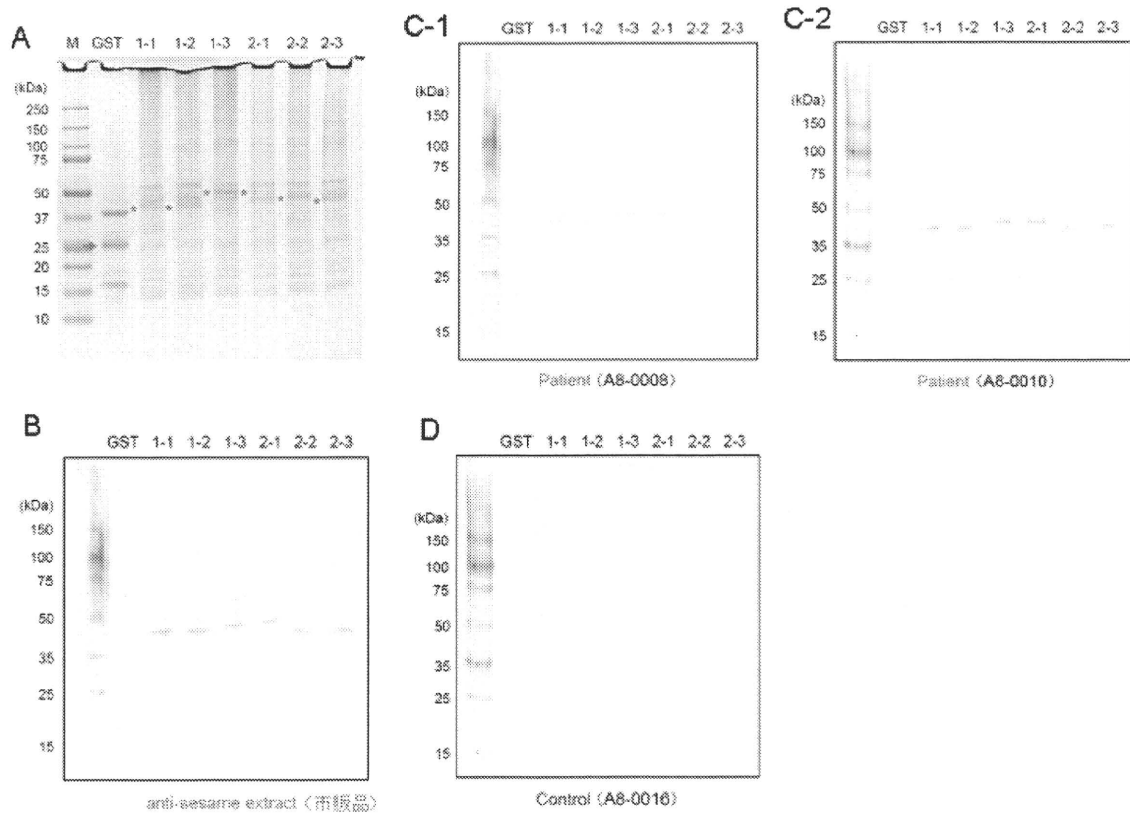 A
M GST 1-1 1-2 1-3 2-1 2-2 2-3
(kDa)
250
150
100
75
50
37
25
20
15
10
* * * * * *
C-1
GST 1-1 1-2 1-3 2-1 2-2 2-3
(kDa)
150
100
75
50
35
25
15
Patient (A8-0008)
C-2
GST 1-1 1-2 1-3 2-1 2-2 2-3
(kDa)
150
100
75
50
35
25
15
Patient (A8-0010)
B
GST 1-1 1-2 1-3 2-1 2-2 2-3
(kDa)
150
100
75
50
35
25
15
anti-sesame extract (市販品)
D
GST 1-1 1-2 1-3 2-1 2-2 2-3
(kDa)
150
100
75
50
35
25
15
Control (A8-0016)